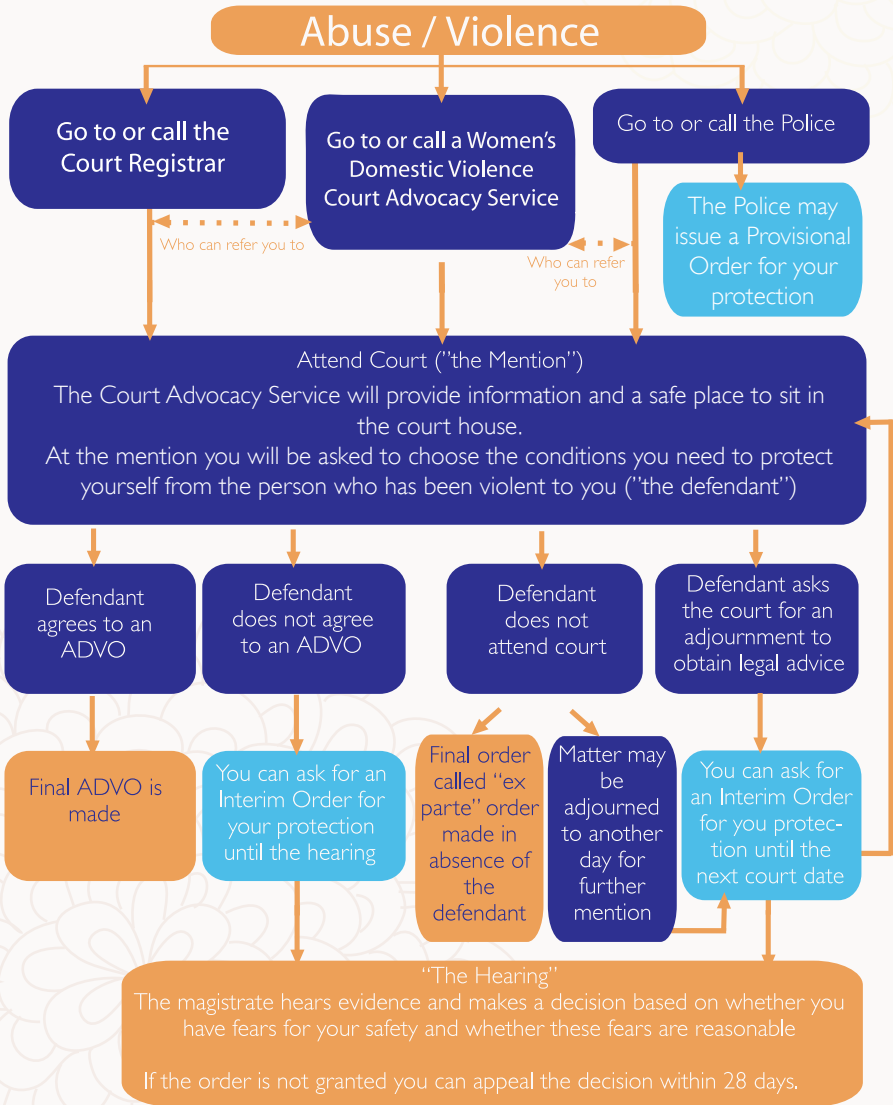 Abuse / Violence
Go to or call the
Court Registrar
Go to or call a Women's
Domestic Violence
Court Advocacy Service
Go to or call the Police
The Police may
issue a Provisional
Order for your
protection
Who can refer you to
Who can refer
you to
Attend Court ("the Mention")
The Court Advocacy Service will provide information and a safe place to sit in
the court house.
At the mention you will be asked to choose the conditions you need to protect
yourself from the person who has been violent to you ("the defendant")
Defendant
agrees to an
ADVO
Defendant
does not agree
to an ADVO
Defendant
does not
attend court
Defendant asks
the court for an
adjournment to
obtain legal advice
Final ADVO is
made
You can ask for an
Interim Order for
your protection
until the hearing
Final order
called "ex
parte" order
made in
absence of
the
defendant
Matter may
be
adjourned
to another
day for
further
mention
You can ask for
an Interim Order
for you protec-
tion until the
next court date
"The Hearing"
The magistrate hears evidence and makes a decision based on whether you
have fears for your safety and whether these fears are reasonable
If the order is not granted you can appeal the decision within 28 days.